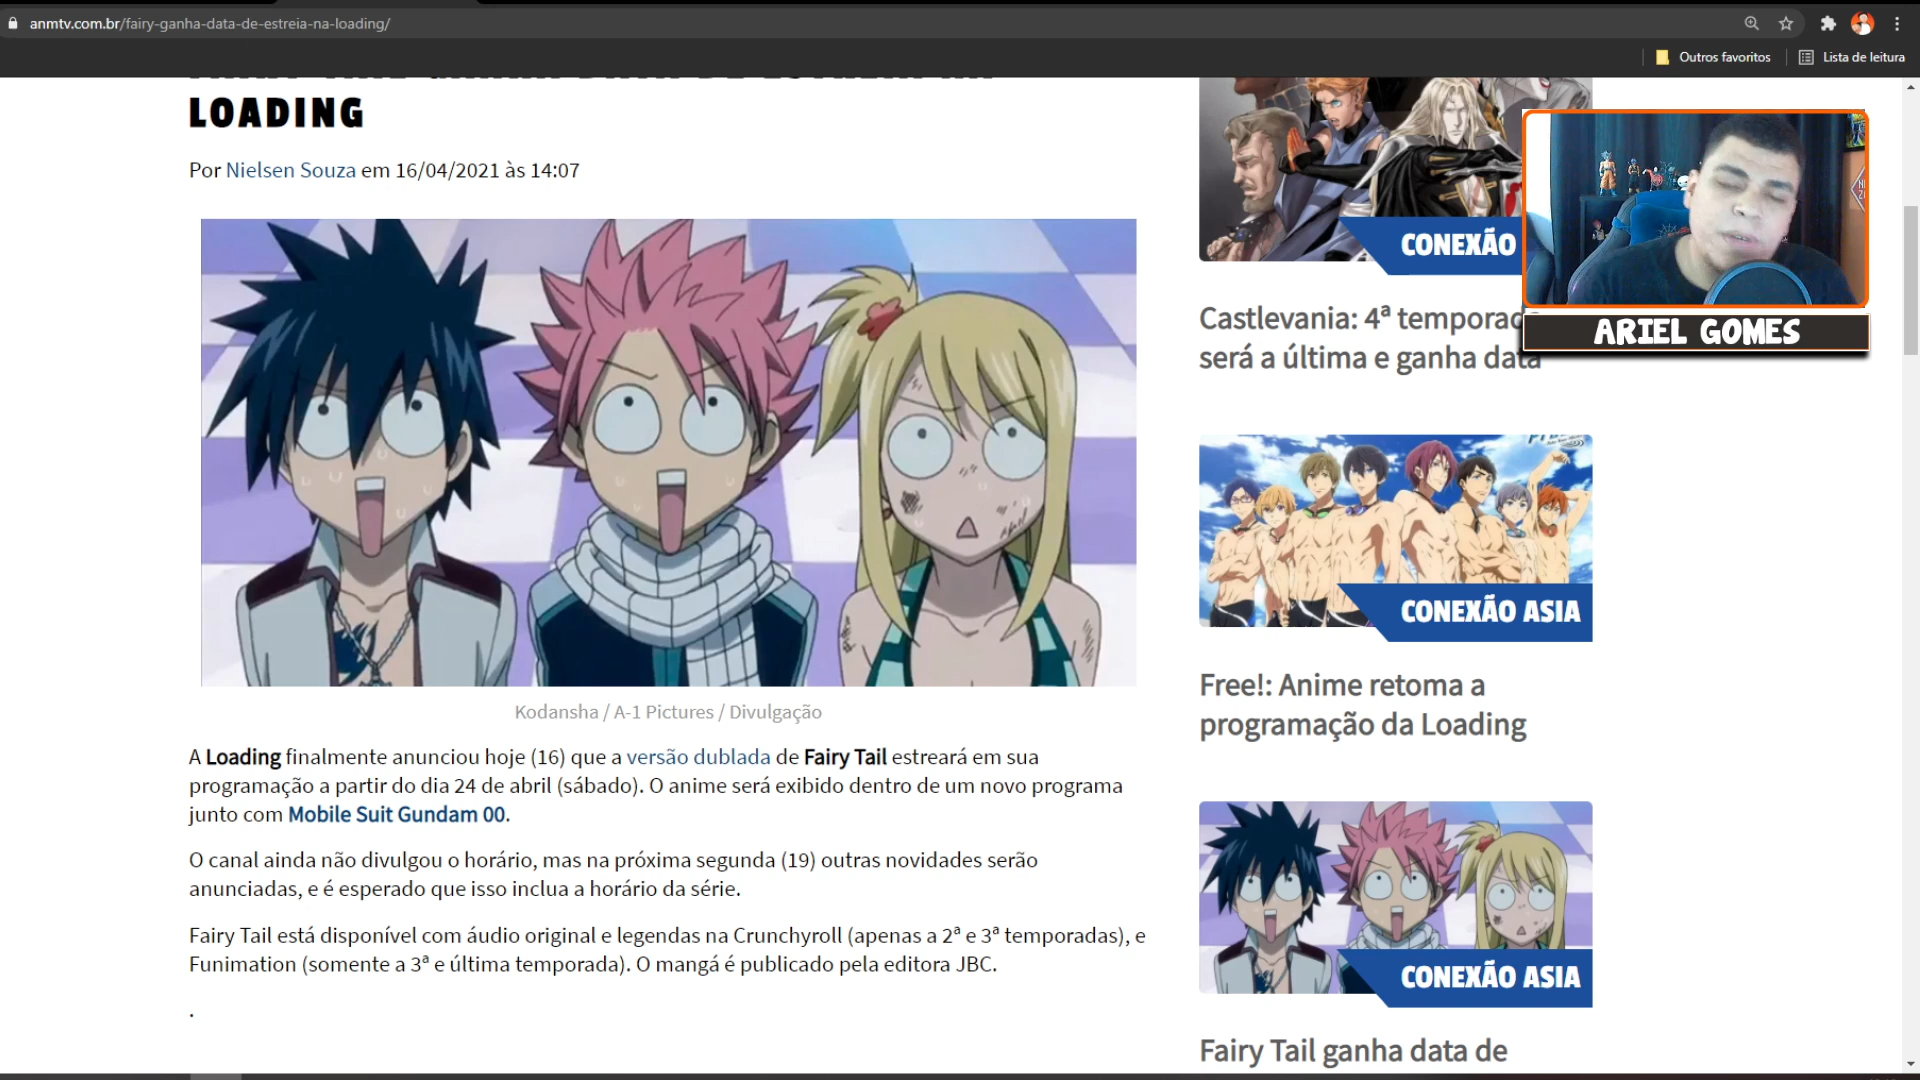 anmtv.com.br/fairy-ganha-data-de-estreia-na-loading/
Outros favoritos
Lista de leitura
LOADING
Por Nielsen Souza em 16/04/2021 às 14:07
Kodansha / A-1 Pictures / Divulgação
A Loading finalmente anunciou hoje (16) que a versão dublada de Fairy Tail estreará em sua
programação a partir do dia 24 de abril (sábado). O anime será exibido dentro de um novo programa
junto com Mobile Suit Gundam 00.
O canal ainda não divulgou o horário, mas na próxima segunda (19) outras novidades serão
anunciadas, e é esperado que isso inclua a horário da série.
Fairy Tail está disponível com áudio original e legendas na Crunchyroll (apenas a 2ª e 3ª temporadas), e
Funimation (somente a 3ª e última temporada). O mangá é publicado pela editora JBC.
.
CONEXÃO
Castlevania: 4ª temporada
será a última e ganha data
ARIEL GOMES
CONEXÃO ASIA
Free!: Anime retoma a
programação da Loading
CONEXÃO ASIA
Fairy Tail ganha data de